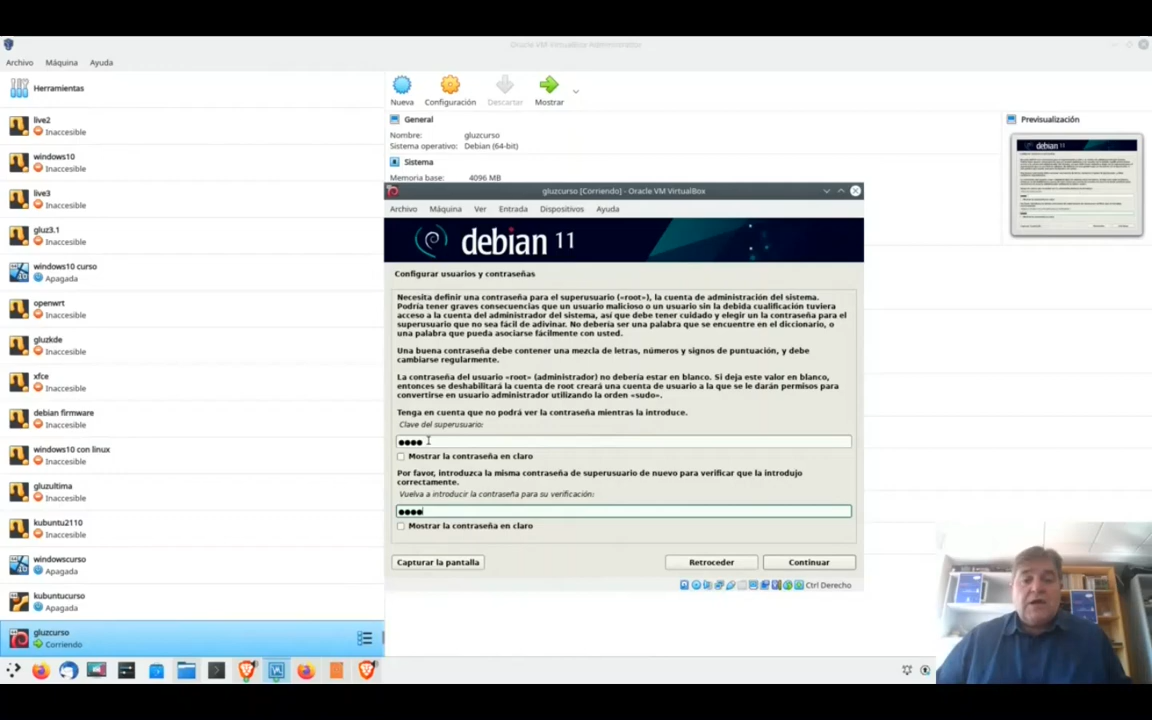 Oracle VM VirtualBox Administrador
Archivo Máquina Ayuda
Herramientas
live2
Inaccesible
windows10
Inaccesible
live3
Inaccesible
gluz3.1
Inaccesible
windows10 curso
Apagada
openwrt
Inaccesible
gluzkde
Inaccesible
xfce
Inaccesible
debian firmware
Inaccesible
windows10 con linux
Inaccesible
gluzultima
Inaccesible
kubuntu2110
Inaccesible
windowscurso
Apagada
kubuntucurso
Apagada
gluzcurso
Corriendo
Nueva Configuración Descartar Mostrar
General
Nombre: gluzcurso
Sistema operativo: Debian (64-bit)
Sistema
Memoria base: 4096 MB
Previsualización
gluzcurso [Corriendo] - Oracle VM VirtualBox
Archivo Máquina Ver Entrada Dispositivos Ayuda
debian 11
Configurar usuarios y contraseñas
Necesita definir una contraseña para el superusuario («root»), la cuenta de administración del sistema.
Podría tener graves consecuencias que un usuario malicioso o un usuario sin la debida cualificación tuviera
acceso a la cuenta del administrador del sistema, así que debe tener cuidado y elegir un la contraseña para el
superusuario que no sea fácil de adivinar. No debería ser una palabra que se encuentre en el diccionario, o
una palabra que pueda asociarse fácilmente con usted.
Una buena contraseña debe contener una mezcla de letras, números y signos de puntuación, y debe
cambiarse regularmente.
La contraseña del usuario «root» (administrador) no debería estar en blanco. Si deja este valor en blanco,
entonces se deshabilitará la cuenta de root creará una cuenta de usuario a la que se le darán permisos para
convertirse en usuario administrador utilizando la orden «sudo».
Tenga en cuenta que no podrá ver la contraseña mientras la introduce.
Clave del superusuario:
Mostrar la contraseña en claro
Por favor, introduzca la misma contraseña de superusuario de nuevo para verificar que la introdujo
correctamente.
Vuelva a introducir la contraseña para su verificación:
Mostrar la contraseña en claro
Capturar la pantalla Retroceder Continuar
Ctrl Derecho